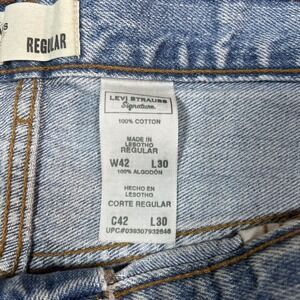 REGULAR
LEVI STRAUSS
Signature
100% COTTON
MADE IN
LESOTHO
REGULAR
W42 L30
100% ALGODÓN
HECHO EN
LESOTHO
CORTE REGULAR
C42 L30
UPC#039307932646